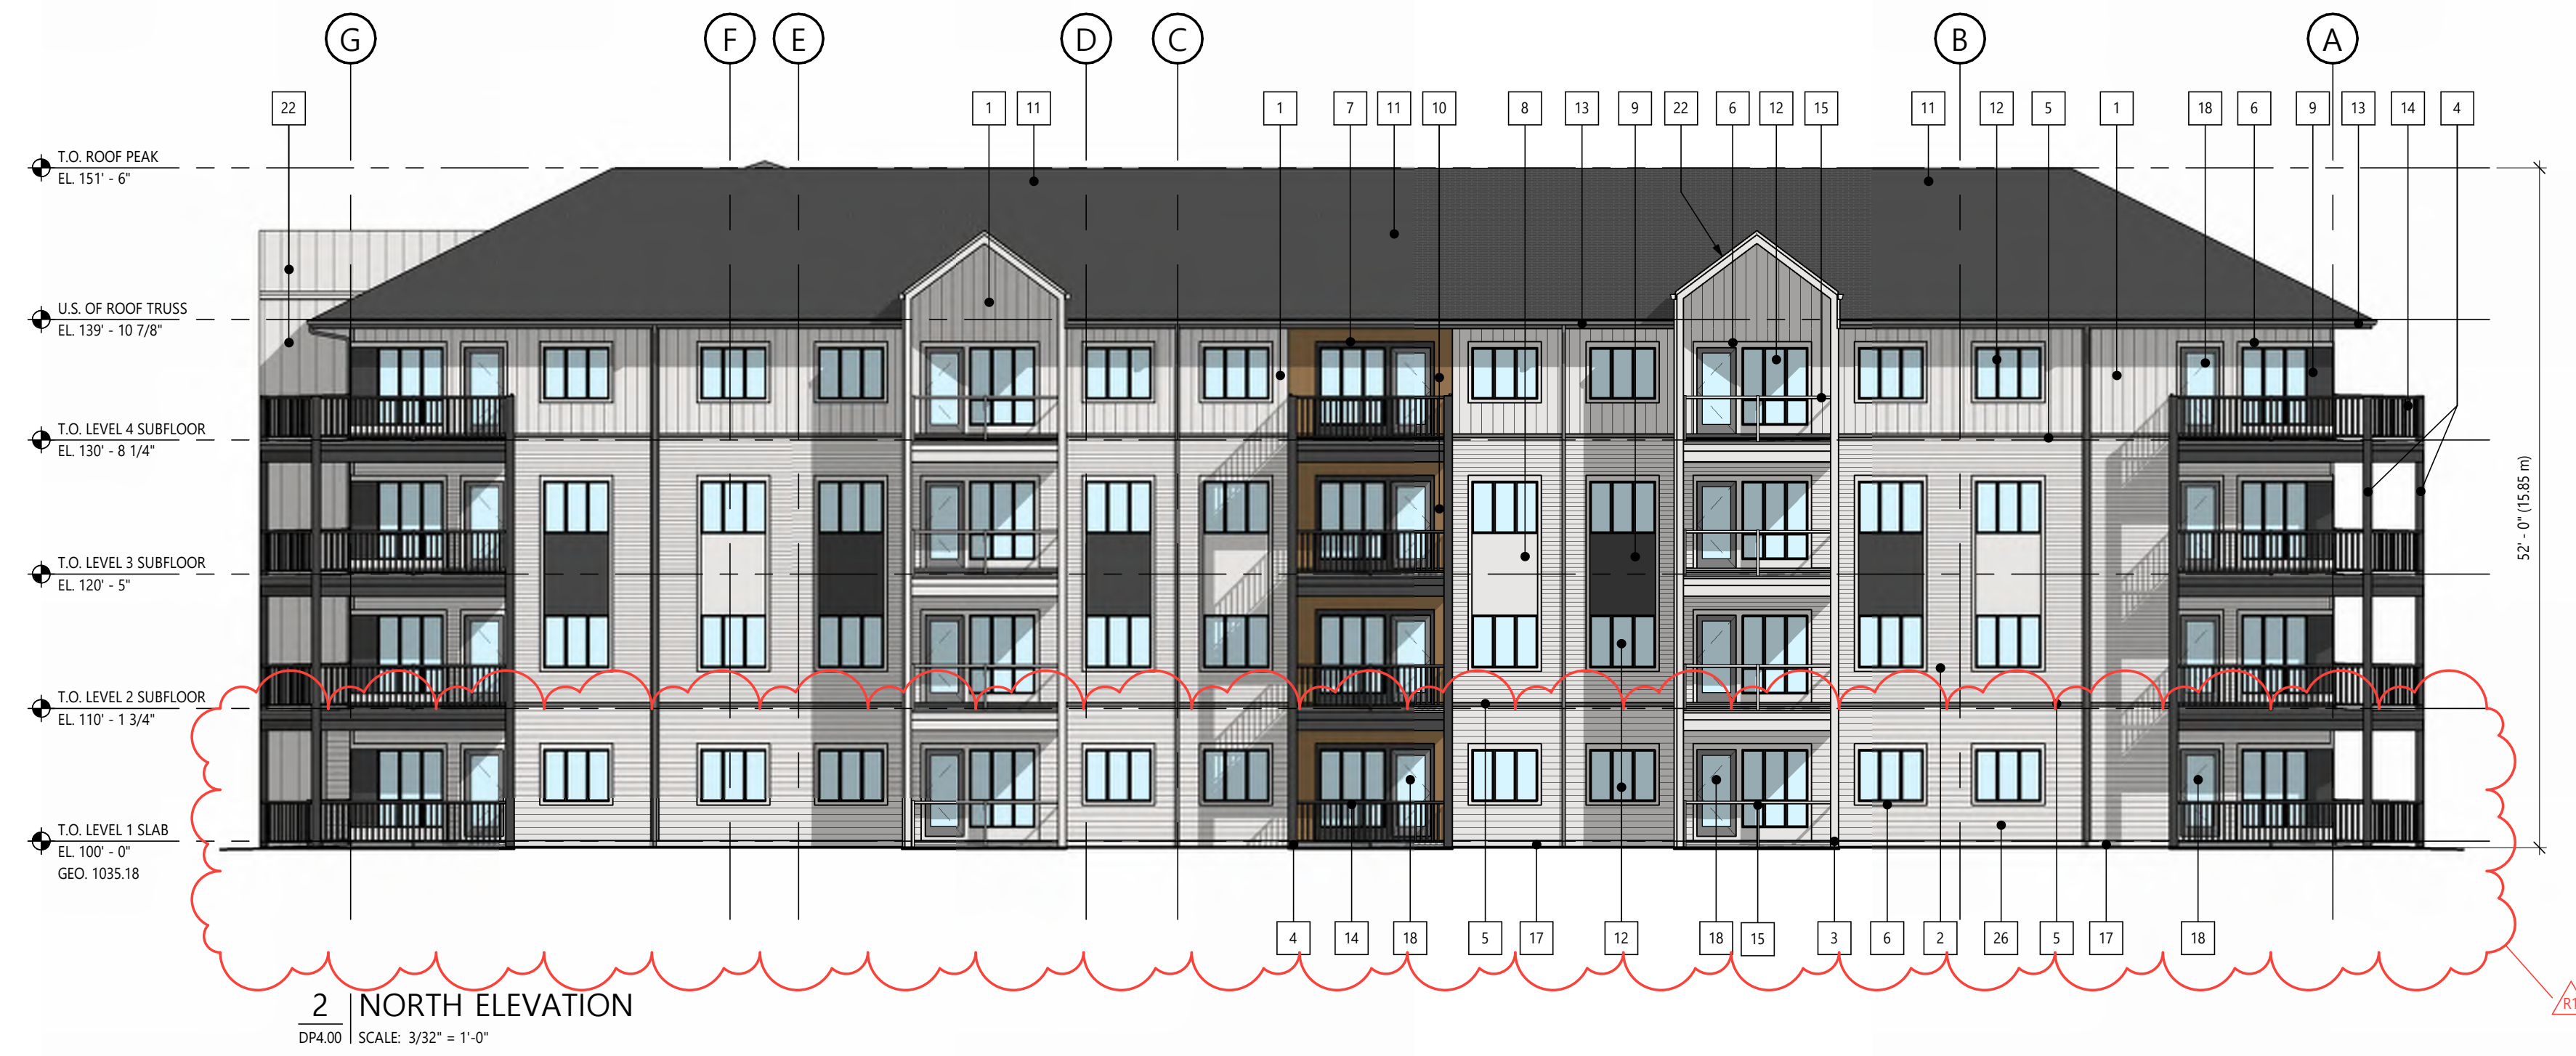 G F E D C B A
22 1 11 1 7 11 10 8 13 9 22 6 12 15 11 12 5 1 18 6 9 13 14 4
T.O. ROOF PEAK
EL. 151' - 6"
U.S. OF ROOF TRUSS
EL. 139' - 10 7/8"
T.O. LEVEL 4 SUBFLOOR
EL. 130' - 8 1/4"
T.O. LEVEL 3 SUBFLOOR
EL. 120' - 5"
T.O. LEVEL 2 SUBFLOOR
EL. 110' - 1 3/4"
T.O. LEVEL 1 SLAB
EL. 100' - 0"
GEO. 1035.18
52' - 0" (15.85 m)
4 14 18 5 17 12 18 15 3 6 2 26 5 17 18
R1
2 NORTH ELEVATION
DP4.00 SCALE: 3/32" = 1'-0"